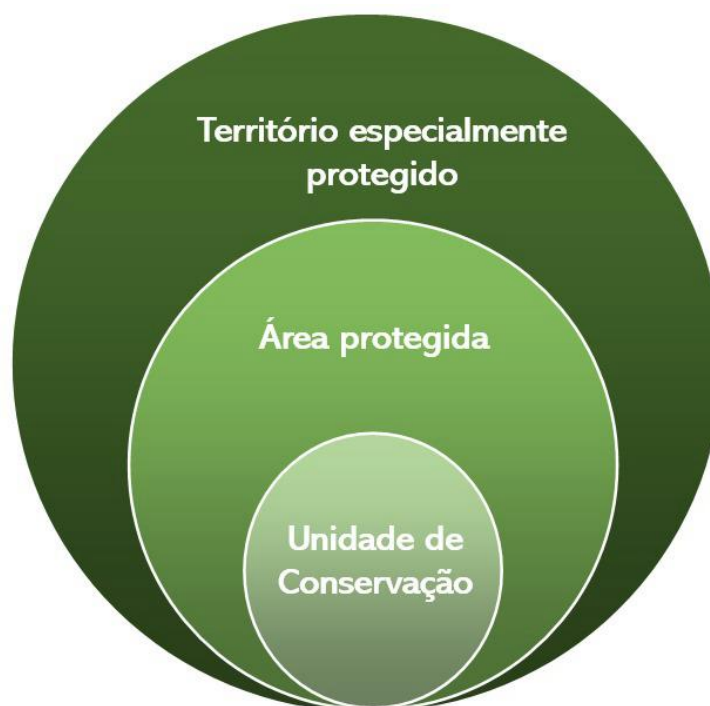 Território especialmente
protegido
Área protegida
Unidade de
Conservação